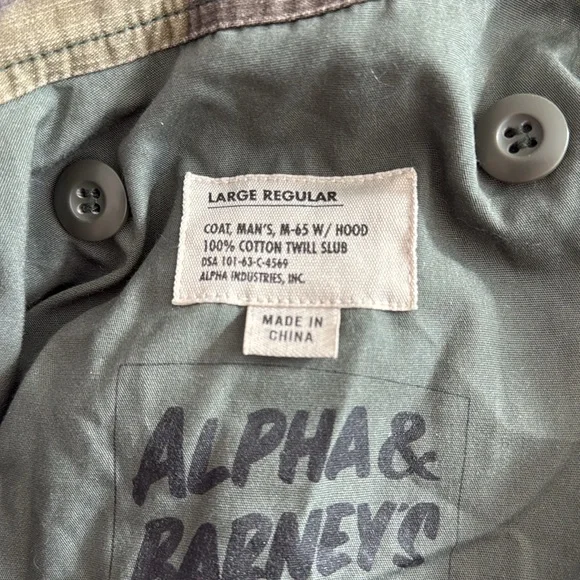 LARGE REGULAR
COAT, MAN'S, M-65 W/ HOOD
100% COTTON TWILL SLUB
DSA 101-63-C-4569
ALPHA INDUSTRIES, INC.
MADE IN
CHINA
ALPHA&
BARNEY'S